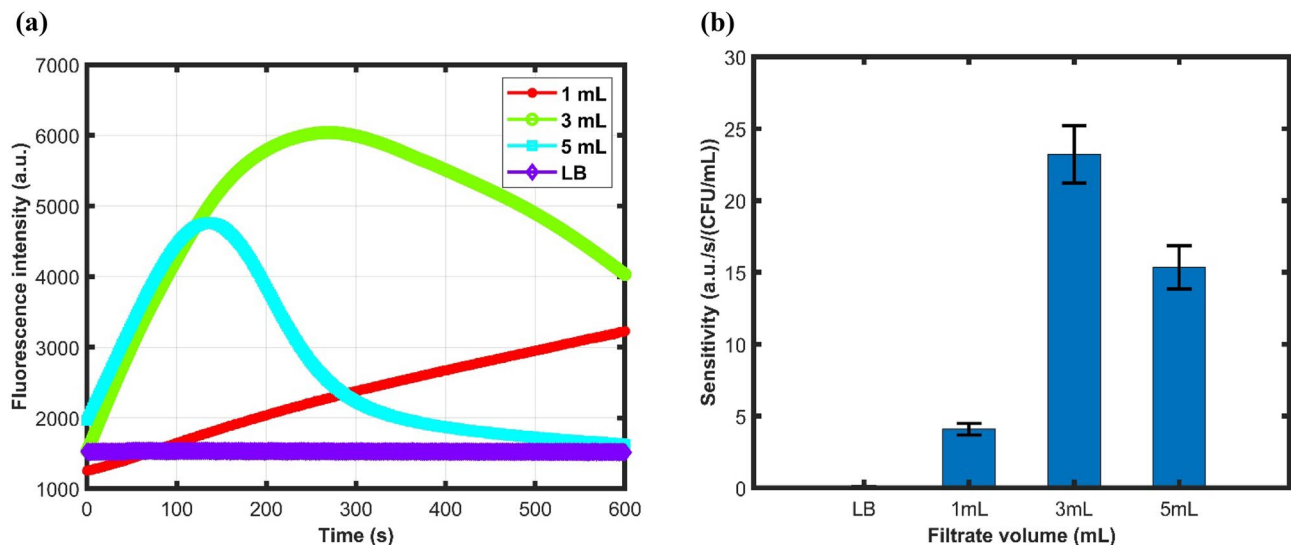 (a)
7000
6000
5000
4000
3000
2000
1000
Fluorescence intensity (a.u.)
1 mL
3 mL
5 mL
LB
0 100 200 300 400 500 600
Time (s)
(b)
30
25
20
15
10
5
0
Sensitivity (a.u./s/(CFU/mL))
LB 1mL 3mL 5mL
Filtrate volume (mL)